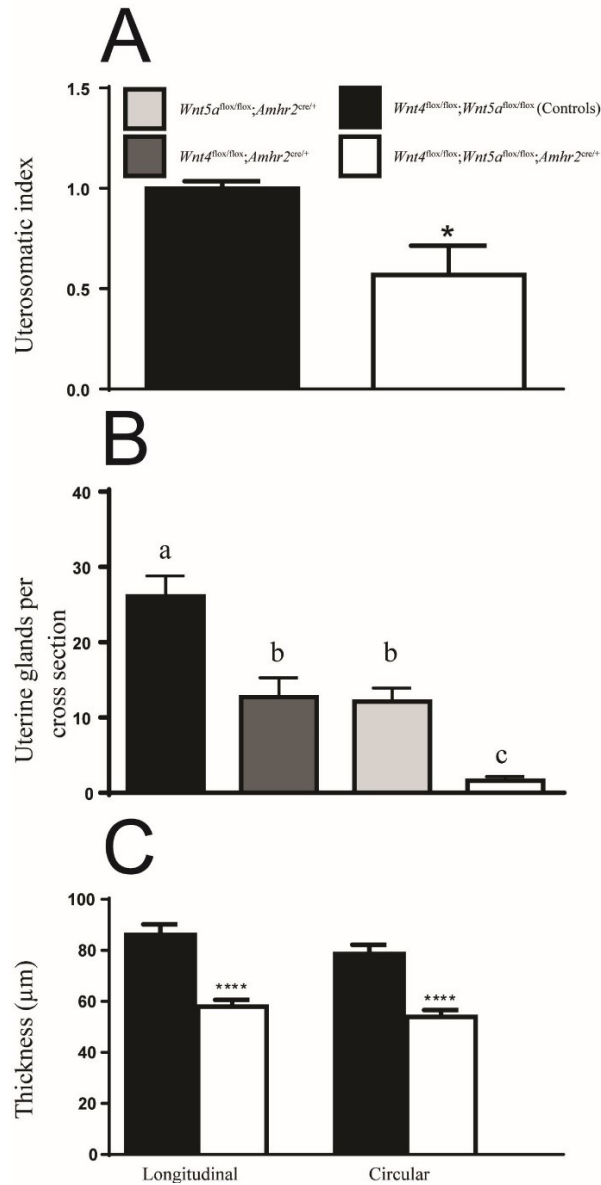 A
1.5
1.0
0.5
0.0
Uterosomatic index
Wnt5aflox/flox;Amhr2cre/+
Wnt4flox/flox;Wnt5aflox/flox (Controls)
Wnt4flox/flox;Amhr2cre/+
Wnt4flox/flox;Wnt5aflox/flox;Amhr2cre/+
*
B
40
30
20
10
0
Uterine glands per
cross section
a
b
b
c
C
100
80
60
40
20
0
Thickness (µm)
****
****
Longitudinal
Circular